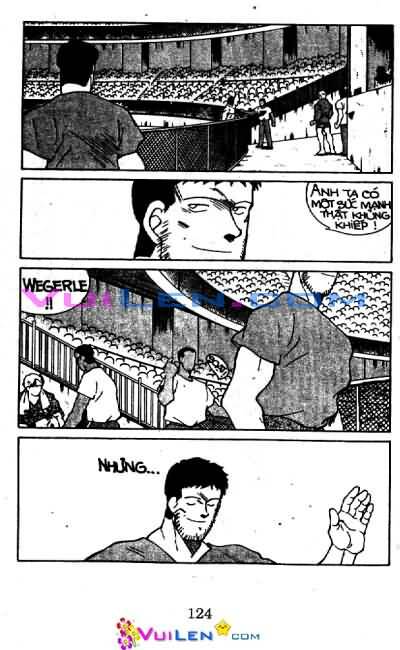 ANH TA CÓ
MỘT SỨC MẠNH
THẬT KHỦNG
KHIẾP!
WEGERLE
!!
VUILEN.COM
NHƯNG...
124
VUILEN.COM